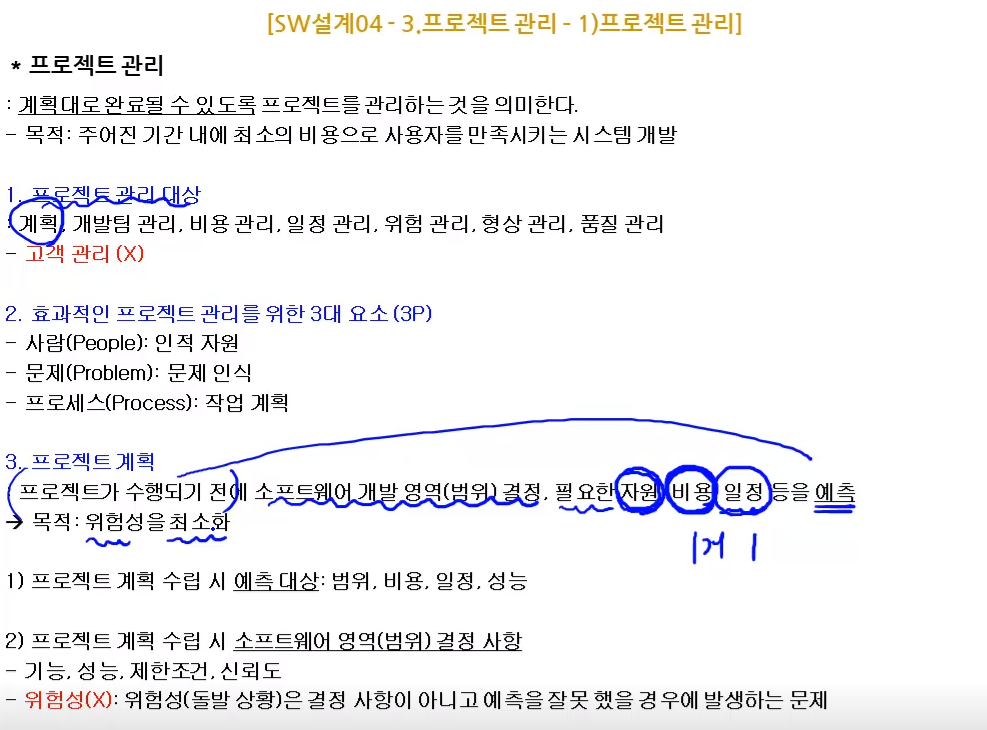 [SW설계04 - 3.프로젝트 관리 - 1)프로젝트 관리]
* 프로젝트 관리
: 계획대로 완료될 수 있도록 프로젝트를 관리하는 것을 의미한다.
- 목적: 주어진 기간 내에 최소의 비용으로 사용자를 만족시키는 시스템 개발
1. 프로젝트 관리 대상
: 계획, 개발팀 관리, 비용 관리, 일정 관리, 위험 관리, 형상 관리, 품질 관리
- 고객 관리 (X)
2. 효과적인 프로젝트 관리를 위한 3대 요소 (3P)
- 사람(People): 인적 자원
- 문제(Problem): 문제 인식
- 프로세스(Process): 작업 계획
3. 프로젝트 계획
프로젝트가 수행되기 전에 소프트웨어 개발 영역(범위) 결정, 필요한 자원, 비용, 일정 등을 예측
→ 목적: 위험성을 최소화
1) 프로젝트 계획 수립 시 예측 대상: 범위, 비용, 일정, 성능
2) 프로젝트 계획 수립 시 소프트웨어 영역(범위) 결정 사항
- 기능, 성능, 제한조건, 신뢰도
- 위험성(X): 위험성(돌발 상황)은 결정 사항이 아니고 예측을 잘못 했을 경우에 발생하는 문제